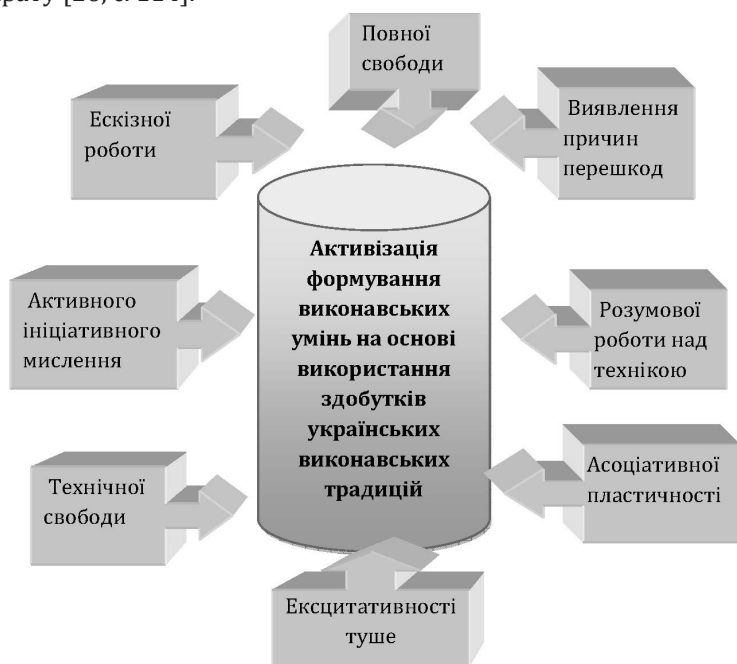 Повної
свободи
Ескізної
роботи
Виявлення
причин
перешкод
Активізація
формування
виконавських
умінь на основі
використання
здобутків
українських
виконавських
традицій
Активного
ініціативного
мислення
Розумової
роботи над
технікою
Технічної
свободи
Асоціативної
пластичності
Ексцитативності
туше